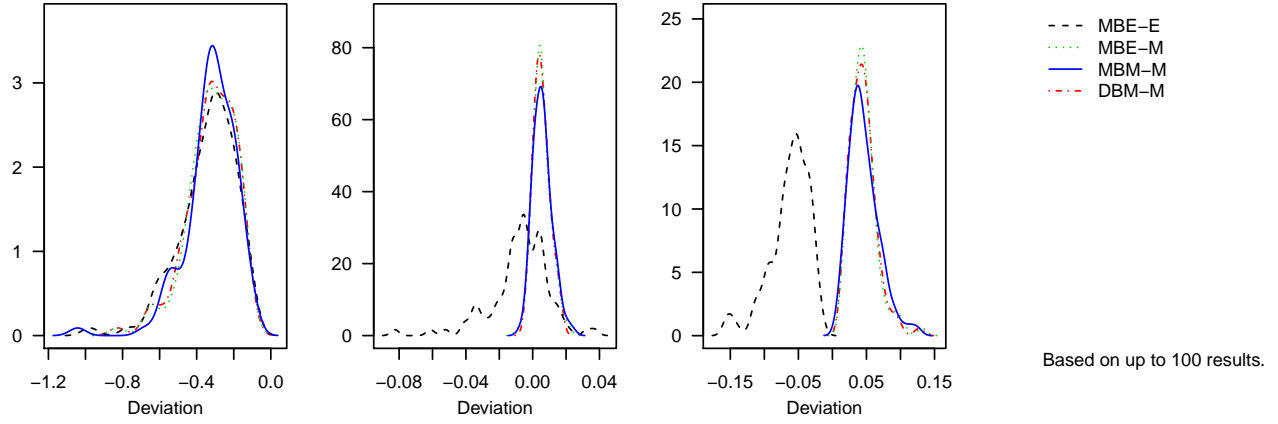 0
1
2
3
−1.2 −0.8 −0.4 0.0
Deviation
0
20
40
60
80
−0.08 −0.04 0.00 0.04
Deviation
0
5
10
15
20
25
−0.15 −0.05 0.05 0.15
Deviation
MBE−E
MBE−M
MBM−M
DBM−M
Based on up to 100 results.